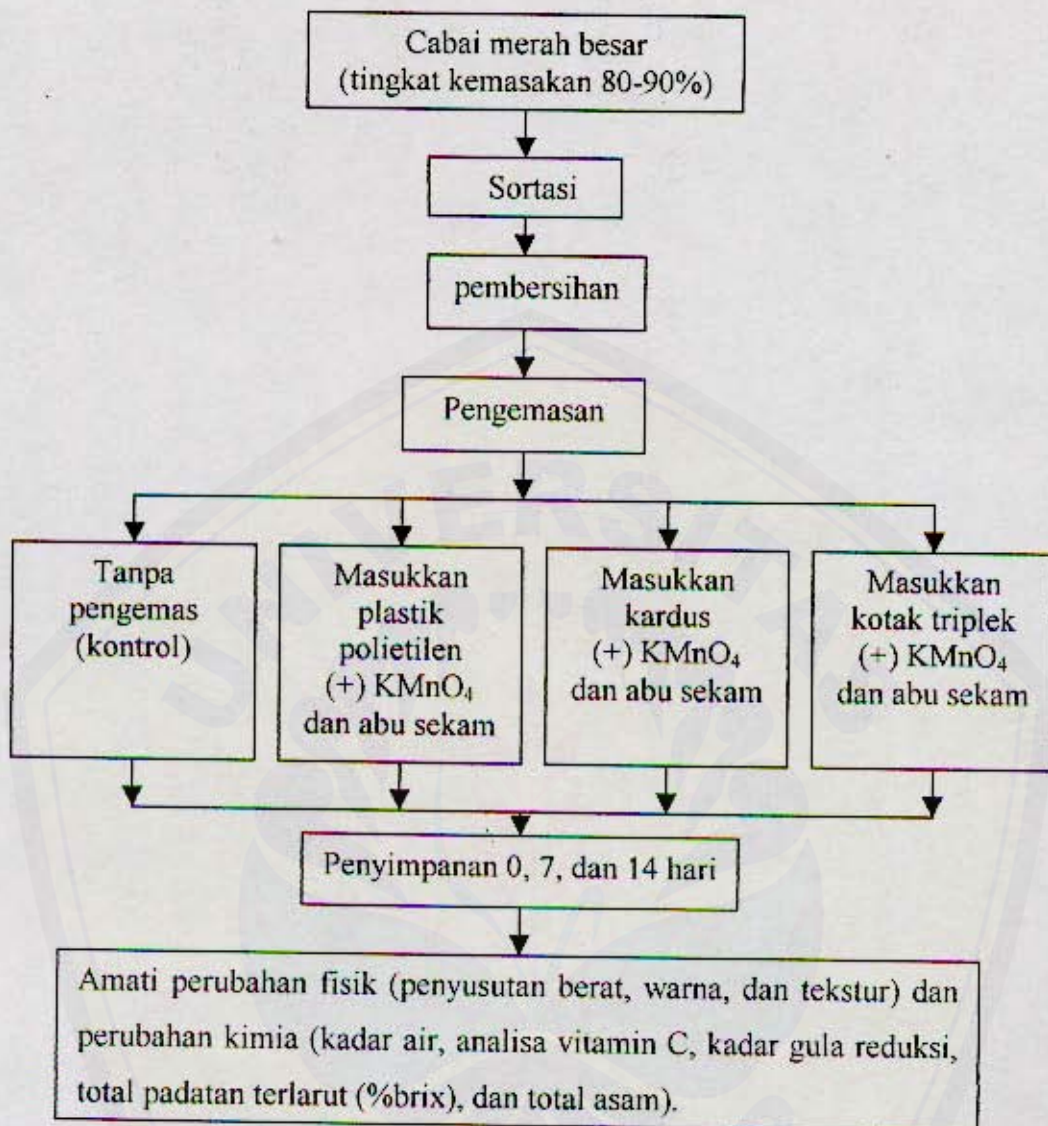 Cabai merah besar
(tingkat kemasakan 80-90%)
Sortasi
pembersihan
Pengemasan
Tanpa
pengemas
(kontrol)
Masukkan
plastik
polietilen
(+) KMnO₄
dan abu sekam
Masukkan
kardus
(+) KMnO₄
dan abu sekam
Masukkan
kotak triplek
(+) KMnO₄
dan abu sekam
Penyimpanan 0, 7, dan 14 hari
Amati perubahan fisik (penyusutan berat, warna, dan tekstur) dan
perubahan kimia (kadar air, analisa vitamin C, kadar gula reduksi,
total padatan terlarut (%brix), dan total asam).
UNIVERSITAS